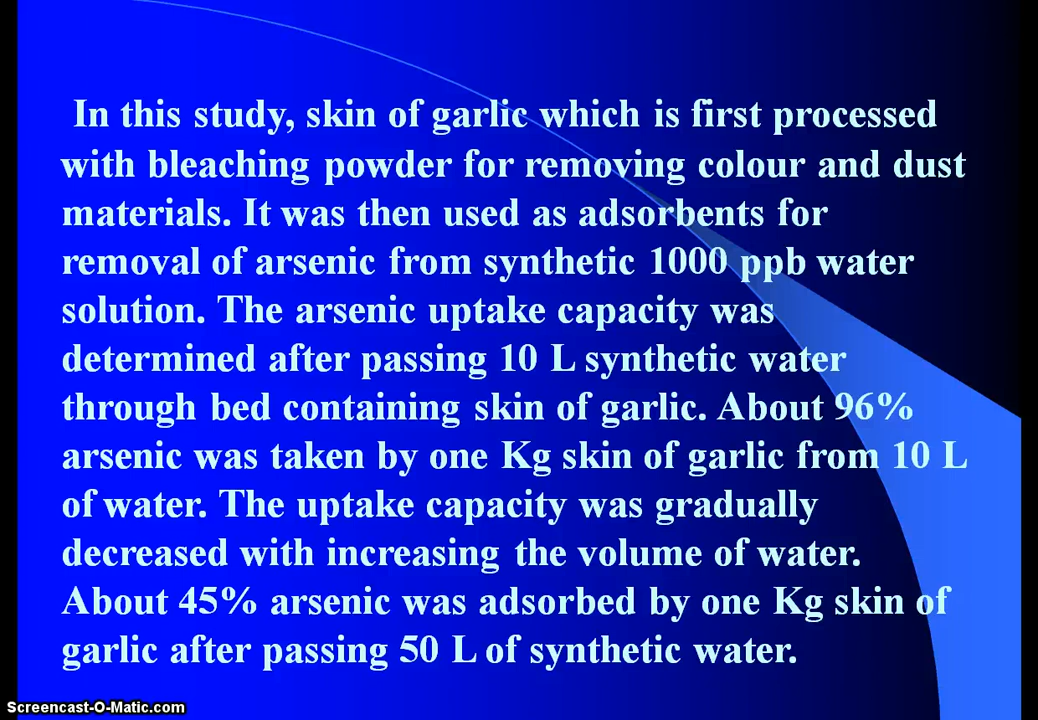 In this study, skin of garlic which is first processed
with bleaching powder for removing colour and dust
materials. It was then used as adsorbents for
removal of arsenic from synthetic 1000 ppb water
solution. The arsenic uptake capacity was
determined after passing 10 L synthetic water
through bed containing skin of garlic. About 96%
arsenic was taken by one Kg skin of garlic from 10 L
of water. The uptake capacity was gradually
decreased with increasing the volume of water.
About 45% arsenic was adsorbed by one Kg skin of
garlic after passing 50 L of synthetic water.
Screencast-O-Matic.com